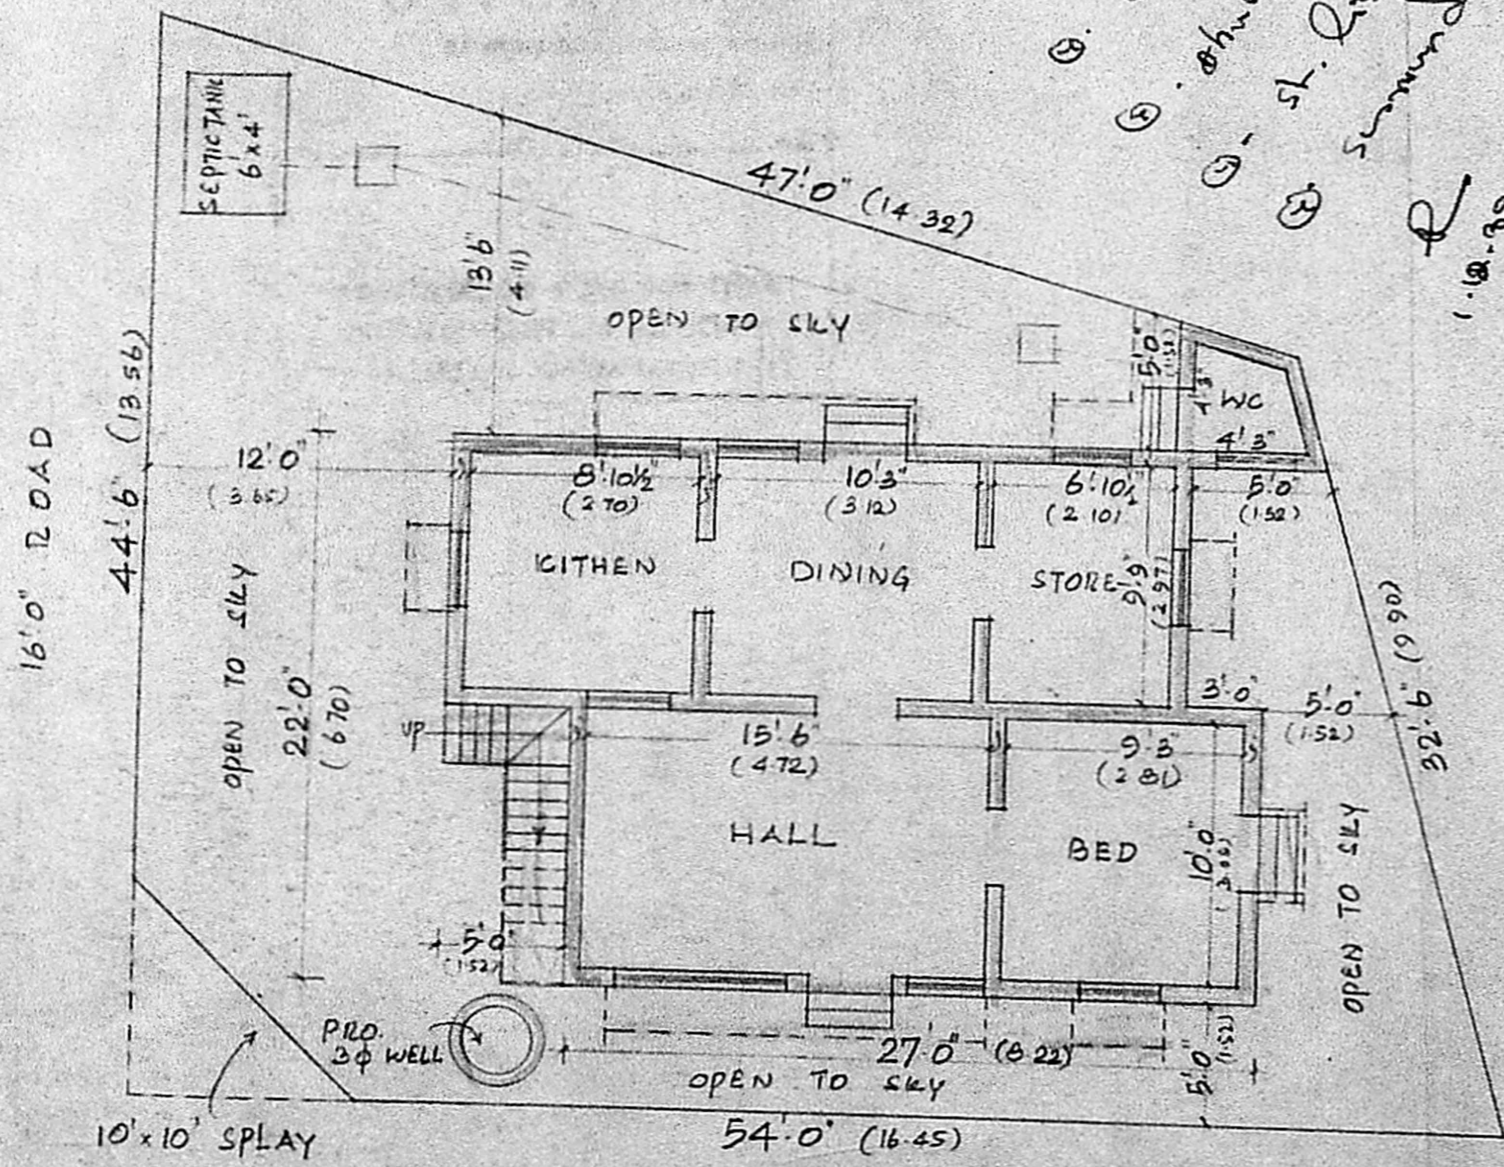 SEPTIC TANK
6'x4'
47'.0" (14.32)
13'.6"
(4.11)
OPEN TO SKY
5'.0"
(1.52)
4'3"
WC
4'3"
16'.0" ROAD
44'.6" (13.56)
12'.0"
(3.65)
8'.10½"
(2.70)
10'.3"
(3.12)
6'.10½"
(2.10)
5'.0"
(1.52)
KITHEN
DINING
STORE
9'.9"
(2.97)
OPEN TO SKY
22'.0"
(6.70)
32'.6" (9.90)
3'.0"
5'.0"
(1.52)
UP
15'.6"
(4.72)
9'.3"
(2.81)
HALL
BED
10'.0"
OPEN TO SKY
5'.0"
(1.52)
PRO.
3φ WELL
27'.0" (8.22)
5'.0"
(1.52)
OPEN TO SKY
10'x10' SPLAY
54'.0" (16.45)